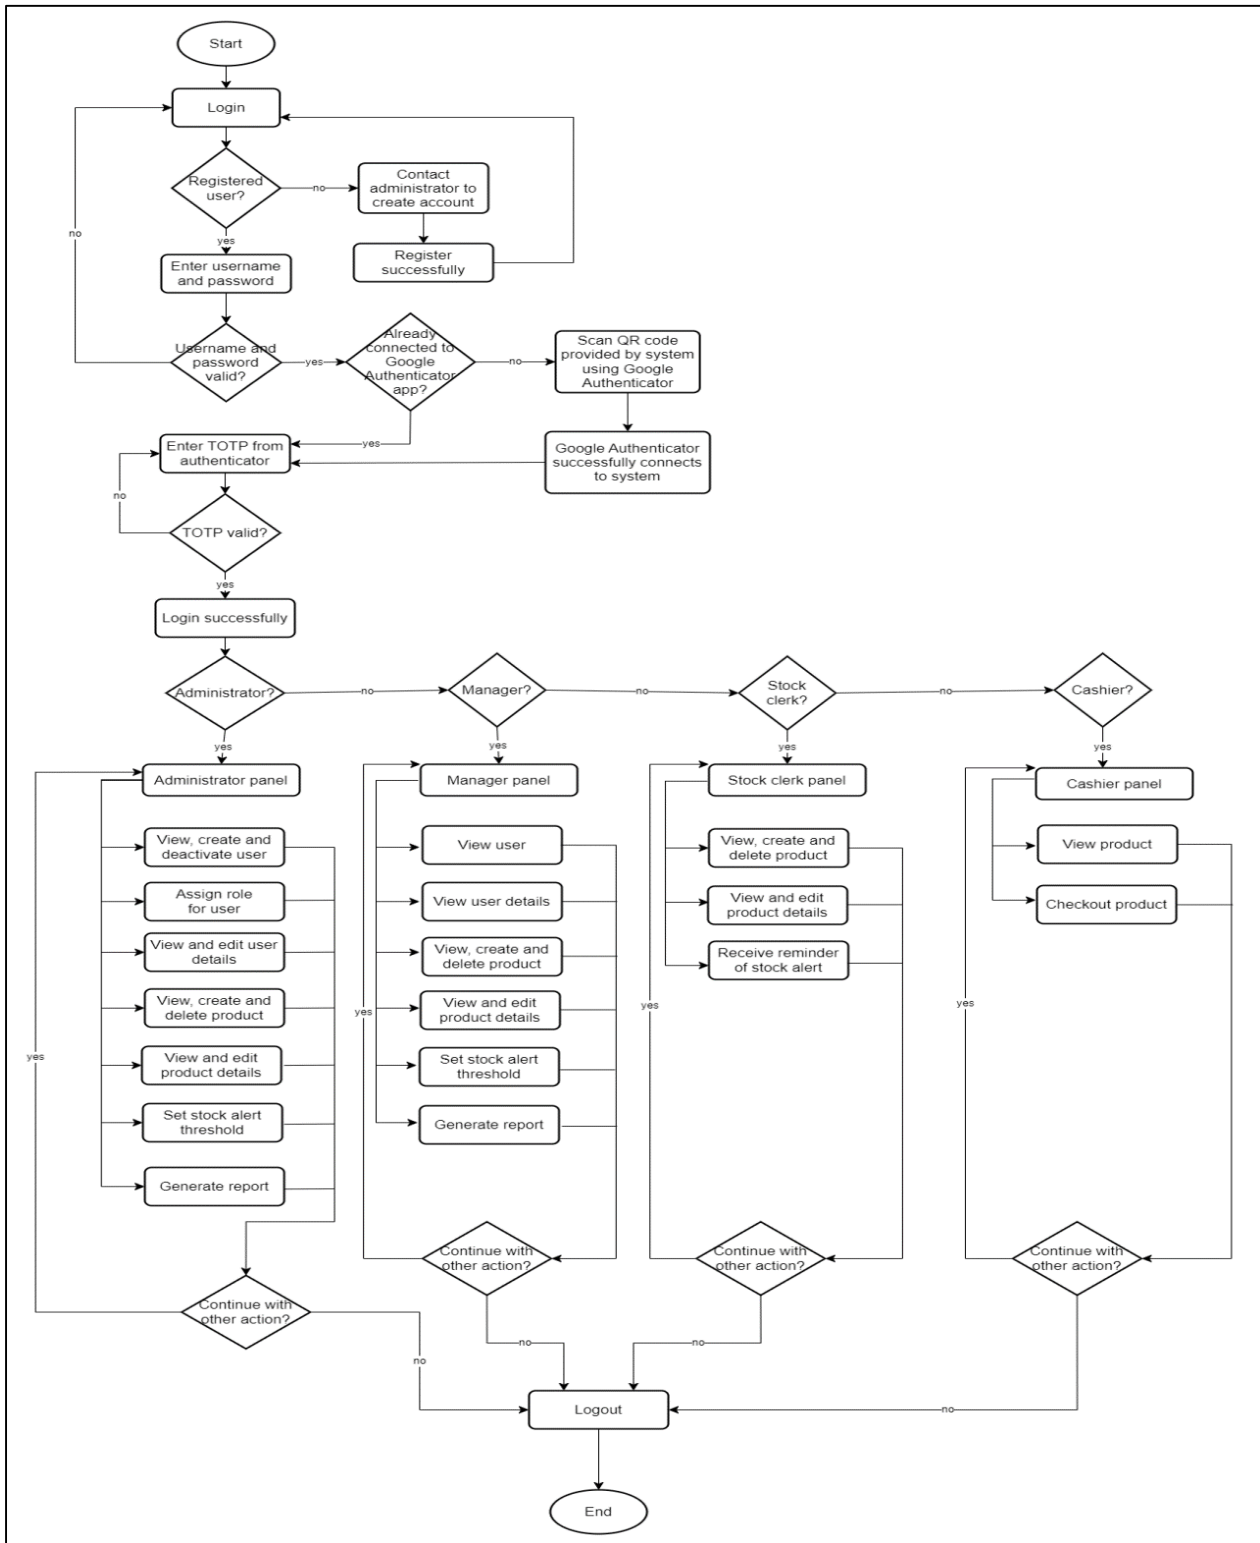 Start
Login
Registered
user?
no
Contact
administrator to
create account
no
yes
Enter username
and password
Register
successfully
Username and
password
valid?
yes
Already
connected to
Google
Authenticator
app?
no
Scan QR code
provided by system
using Google
Authenticator
yes
Enter TOTP from
authenticator
Google Authenticator
successfully connects
to system
no
TOTP valid?
yes
Login successfully
Administrator?
no
Manager?
no
Stock
clerk?
no
Cashier?
yes
yes
yes
yes
Administrator panel
Manager panel
Stock clerk panel
Cashier panel
View, create and
deactivate user
Assign role
for user
View and edit user
details
View, create and
delete product
View and edit
product details
Set stock alert
threshold
Generate report
yes
View user
View user details
View, create and
delete product
View and edit
product details
Set stock alert
threshold
Generate report
yes
View, create and
delete product
View and edit
product details
Receive reminder
of stock alert
yes
View product
Checkout product
yes
Continue with
other action?
Continue with
other action?
Continue with
other action?
Continue with
other action?
no
no
no
no
Logout
End